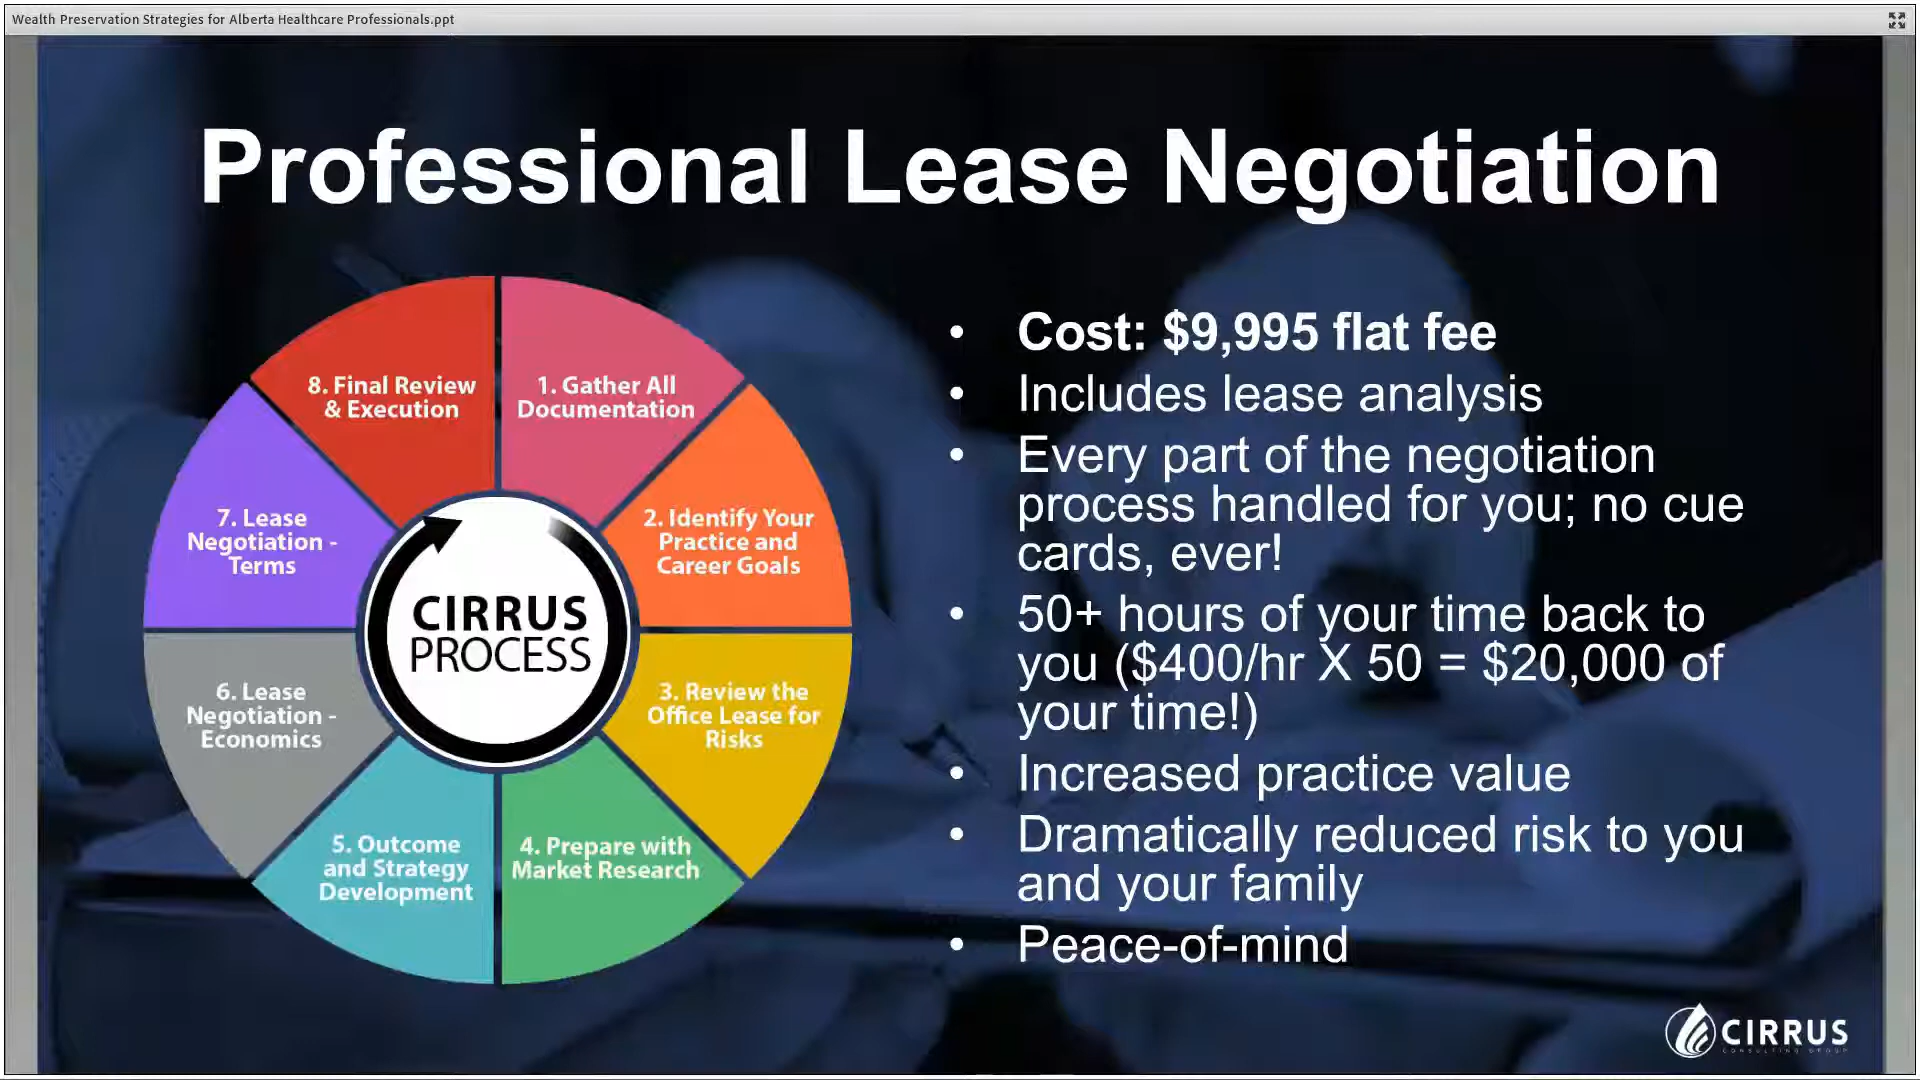 Wealth Preservation Strategies for Alberta Healthcare Professionals.ppt
Professional Lease Negotiation
1. Gather All
Documentation
2. Identify Your
Practice and
Career Goals
3. Review the
Office Lease for
Risks
4. Prepare with
Market Research
5. Outcome
and Strategy
Development
6. Lease
Negotiation -
Economics
7. Lease
Negotiation -
Terms
8. Final Review
& Execution
CIRRUS
PROCESS
• Cost: $9,995 flat fee
• Includes lease analysis
• Every part of the negotiation
process handled for you; no cue
cards, ever!
• 50+ hours of your time back to
you ($400/hr X 50 = $20,000 of
your time!)
• Increased practice value
• Dramatically reduced risk to you
and your family
• Peace-of-mind
CIRRUS
CONSULTING GROUP